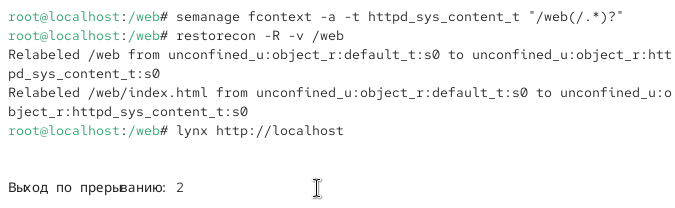 root@localhost:/web# semanage fcontext -a -t httpd_sys_content_t "/web(/.*)?"
root@localhost:/web# restorecon -R -v /web
Relabeled /web from unconfined_u:object_r:default_t:s0 to unconfined_u:object_r:htt
pd_sys_content_t:s0
Relabeled /web/index.html from unconfined_u:object_r:default_t:s0 to unconfined_u:o
bject_r:httpd_sys_content_t:s0
root@localhost:/web# lynx http://localhost
Выход по прерыванию: 2